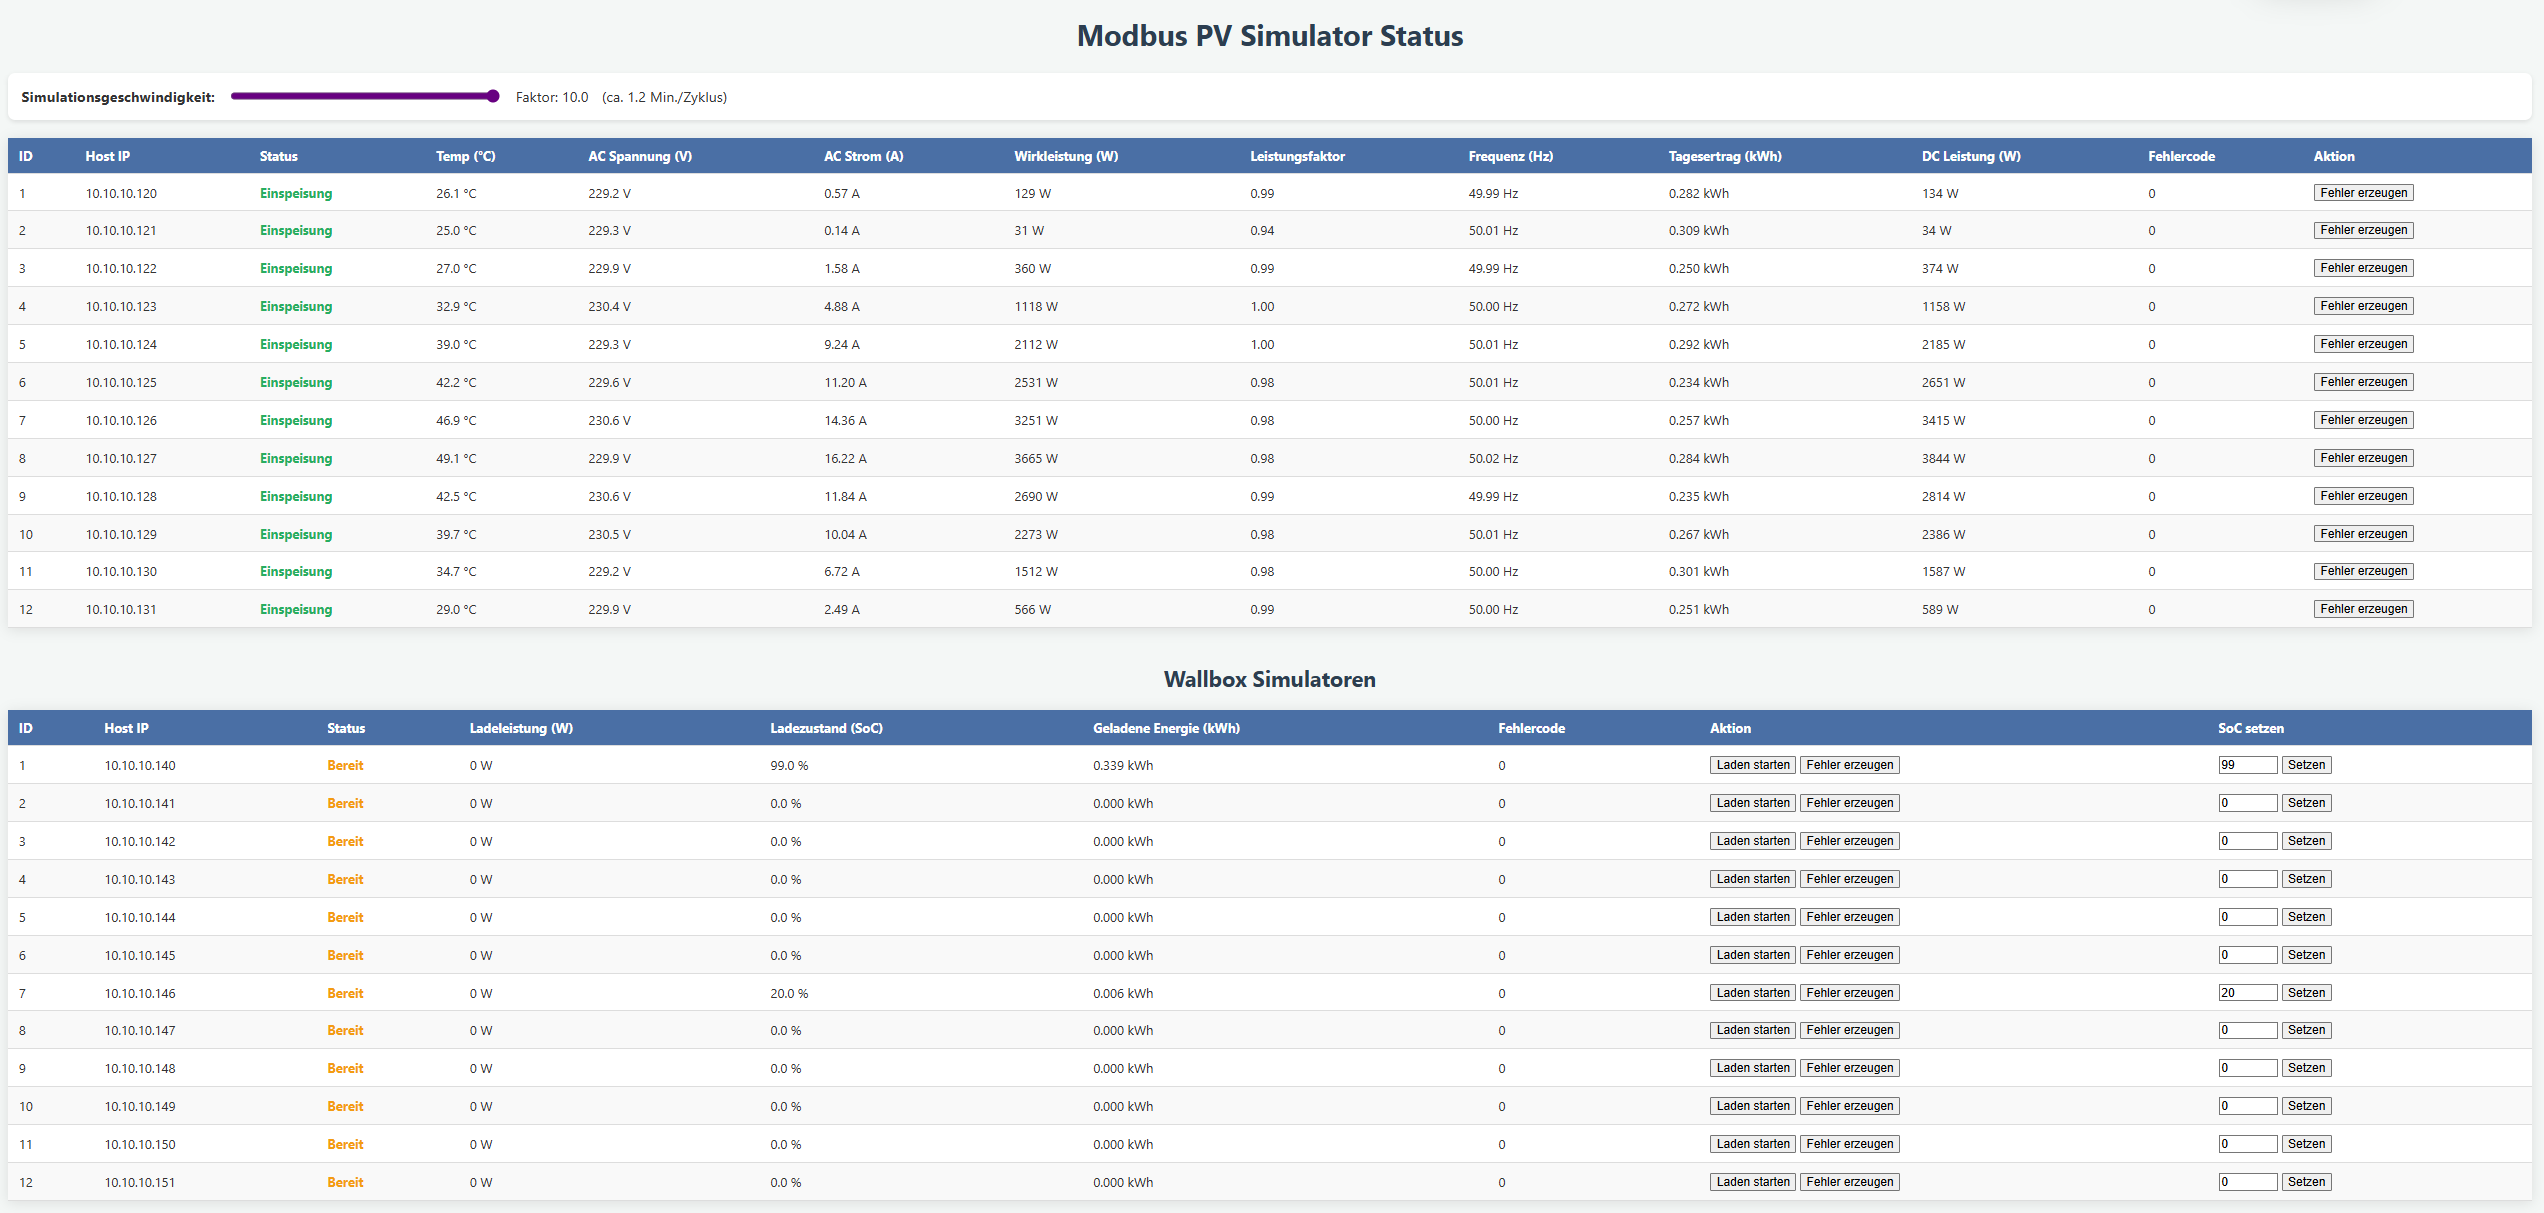 Modbus PV Simulator Status
Simulationsgeschwindigkeit: Faktor: 10.0 (ca. 1.2 Min./Zyklus)
ID Host IP Status Temp (°C) AC Spannung (V) AC Strom (A) Wirkleistung (W) Leistungsfaktor Frequenz (Hz) Tagesertrag (kWh) DC Leistung (W) Fehlercode Aktion
1 10.10.10.120 Einspeisung 26.1 °C 229.2 V 0.57 A 129 W 0.99 49.99 Hz 0.282 kWh 134 W 0 Fehler erzeugen
2 10.10.10.121 Einspeisung 25.0 °C 229.3 V 0.14 A 31 W 0.94 50.01 Hz 0.309 kWh 34 W 0 Fehler erzeugen
3 10.10.10.122 Einspeisung 27.0 °C 229.9 V 1.58 A 360 W 0.99 49.99 Hz 0.250 kWh 374 W 0 Fehler erzeugen
4 10.10.10.123 Einspeisung 32.9 °C 230.4 V 4.88 A 1118 W 1.00 50.00 Hz 0.272 kWh 1158 W 0 Fehler erzeugen
5 10.10.10.124 Einspeisung 39.0 °C 229.3 V 9.24 A 2112 W 1.00 50.01 Hz 0.292 kWh 2185 W 0 Fehler erzeugen
6 10.10.10.125 Einspeisung 42.2 °C 229.6 V 11.20 A 2531 W 0.98 50.01 Hz 0.234 kWh 2651 W 0 Fehler erzeugen
7 10.10.10.126 Einspeisung 46.9 °C 230.6 V 14.36 A 3251 W 0.98 50.00 Hz 0.257 kWh 3415 W 0 Fehler erzeugen
8 10.10.10.127 Einspeisung 49.1 °C 229.9 V 16.22 A 3665 W 0.98 50.02 Hz 0.284 kWh 3844 W 0 Fehler erzeugen
9 10.10.10.128 Einspeisung 42.5 °C 230.6 V 11.84 A 2690 W 0.99 49.99 Hz 0.235 kWh 2814 W 0 Fehler erzeugen
10 10.10.10.129 Einspeisung 39.7 °C 230.5 V 10.04 A 2273 W 0.98 50.01 Hz 0.267 kWh 2386 W 0 Fehler erzeugen
11 10.10.10.130 Einspeisung 34.7 °C 229.2 V 6.72 A 1512 W 0.98 50.00 Hz 0.301 kWh 1587 W 0 Fehler erzeugen
12 10.10.10.131 Einspeisung 29.0 °C 229.9 V 2.49 A 566 W 0.99 50.00 Hz 0.251 kWh 589 W 0 Fehler erzeugen
Wallbox Simulatoren
ID Host IP Status Ladeleistung (W) Ladezustand (SoC) Geladene Energie (kWh) Fehlercode Aktion SoC setzen
1 10.10.10.140 Bereit 0 W 99.0 % 0.339 kWh 0 Laden starten Fehler erzeugen 99 Setzen
2 10.10.10.141 Bereit 0 W 0.0 % 0.000 kWh 0 Laden starten Fehler erzeugen 0 Setzen
3 10.10.10.142 Bereit 0 W 0.0 % 0.000 kWh 0 Laden starten Fehler erzeugen 0 Setzen
4 10.10.10.143 Bereit 0 W 0.0 % 0.000 kWh 0 Laden starten Fehler erzeugen 0 Setzen
5 10.10.10.144 Bereit 0 W 0.0 % 0.000 kWh 0 Laden starten Fehler erzeugen 0 Setzen
6 10.10.10.145 Bereit 0 W 0.0 % 0.000 kWh 0 Laden starten Fehler erzeugen 0 Setzen
7 10.10.10.146 Bereit 0 W 20.0 % 0.006 kWh 0 Laden starten Fehler erzeugen 20 Setzen
8 10.10.10.147 Bereit 0 W 0.0 % 0.000 kWh 0 Laden starten Fehler erzeugen 0 Setzen
9 10.10.10.148 Bereit 0 W 0.0 % 0.000 kWh 0 Laden starten Fehler erzeugen 0 Setzen
10 10.10.10.149 Bereit 0 W 0.0 % 0.000 kWh 0 Laden starten Fehler erzeugen 0 Setzen
11 10.10.10.150 Bereit 0 W 0.0 % 0.000 kWh 0 Laden starten Fehler erzeugen 0 Setzen
12 10.10.10.151 Bereit 0 W 0.0 % 0.000 kWh 0 Laden starten Fehler erzeugen 0 Setzen